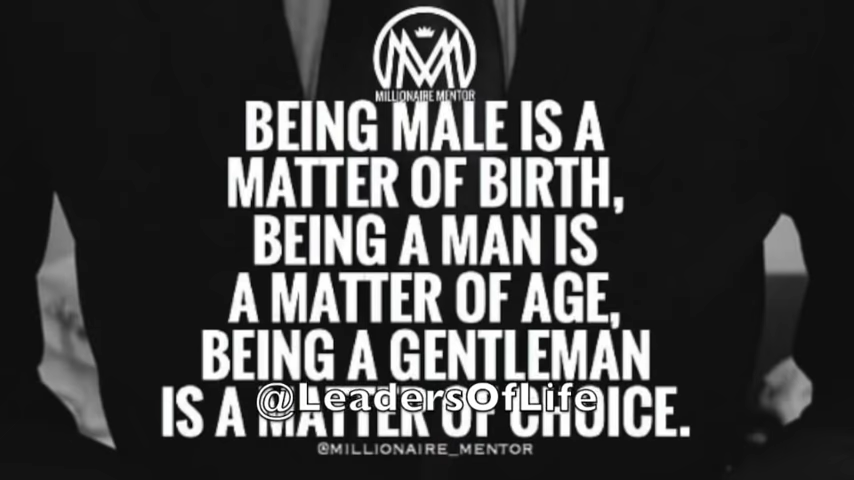 MILLIONAIRE MENTOR
BEING MALE IS A
MATTER OF BIRTH,
BEING A MAN IS
A MATTER OF AGE,
BEING A GENTLEMAN
IS A MATTER OF CHOICE.
@LeadersOfLife
@MILLIONAIRE_MENTOR